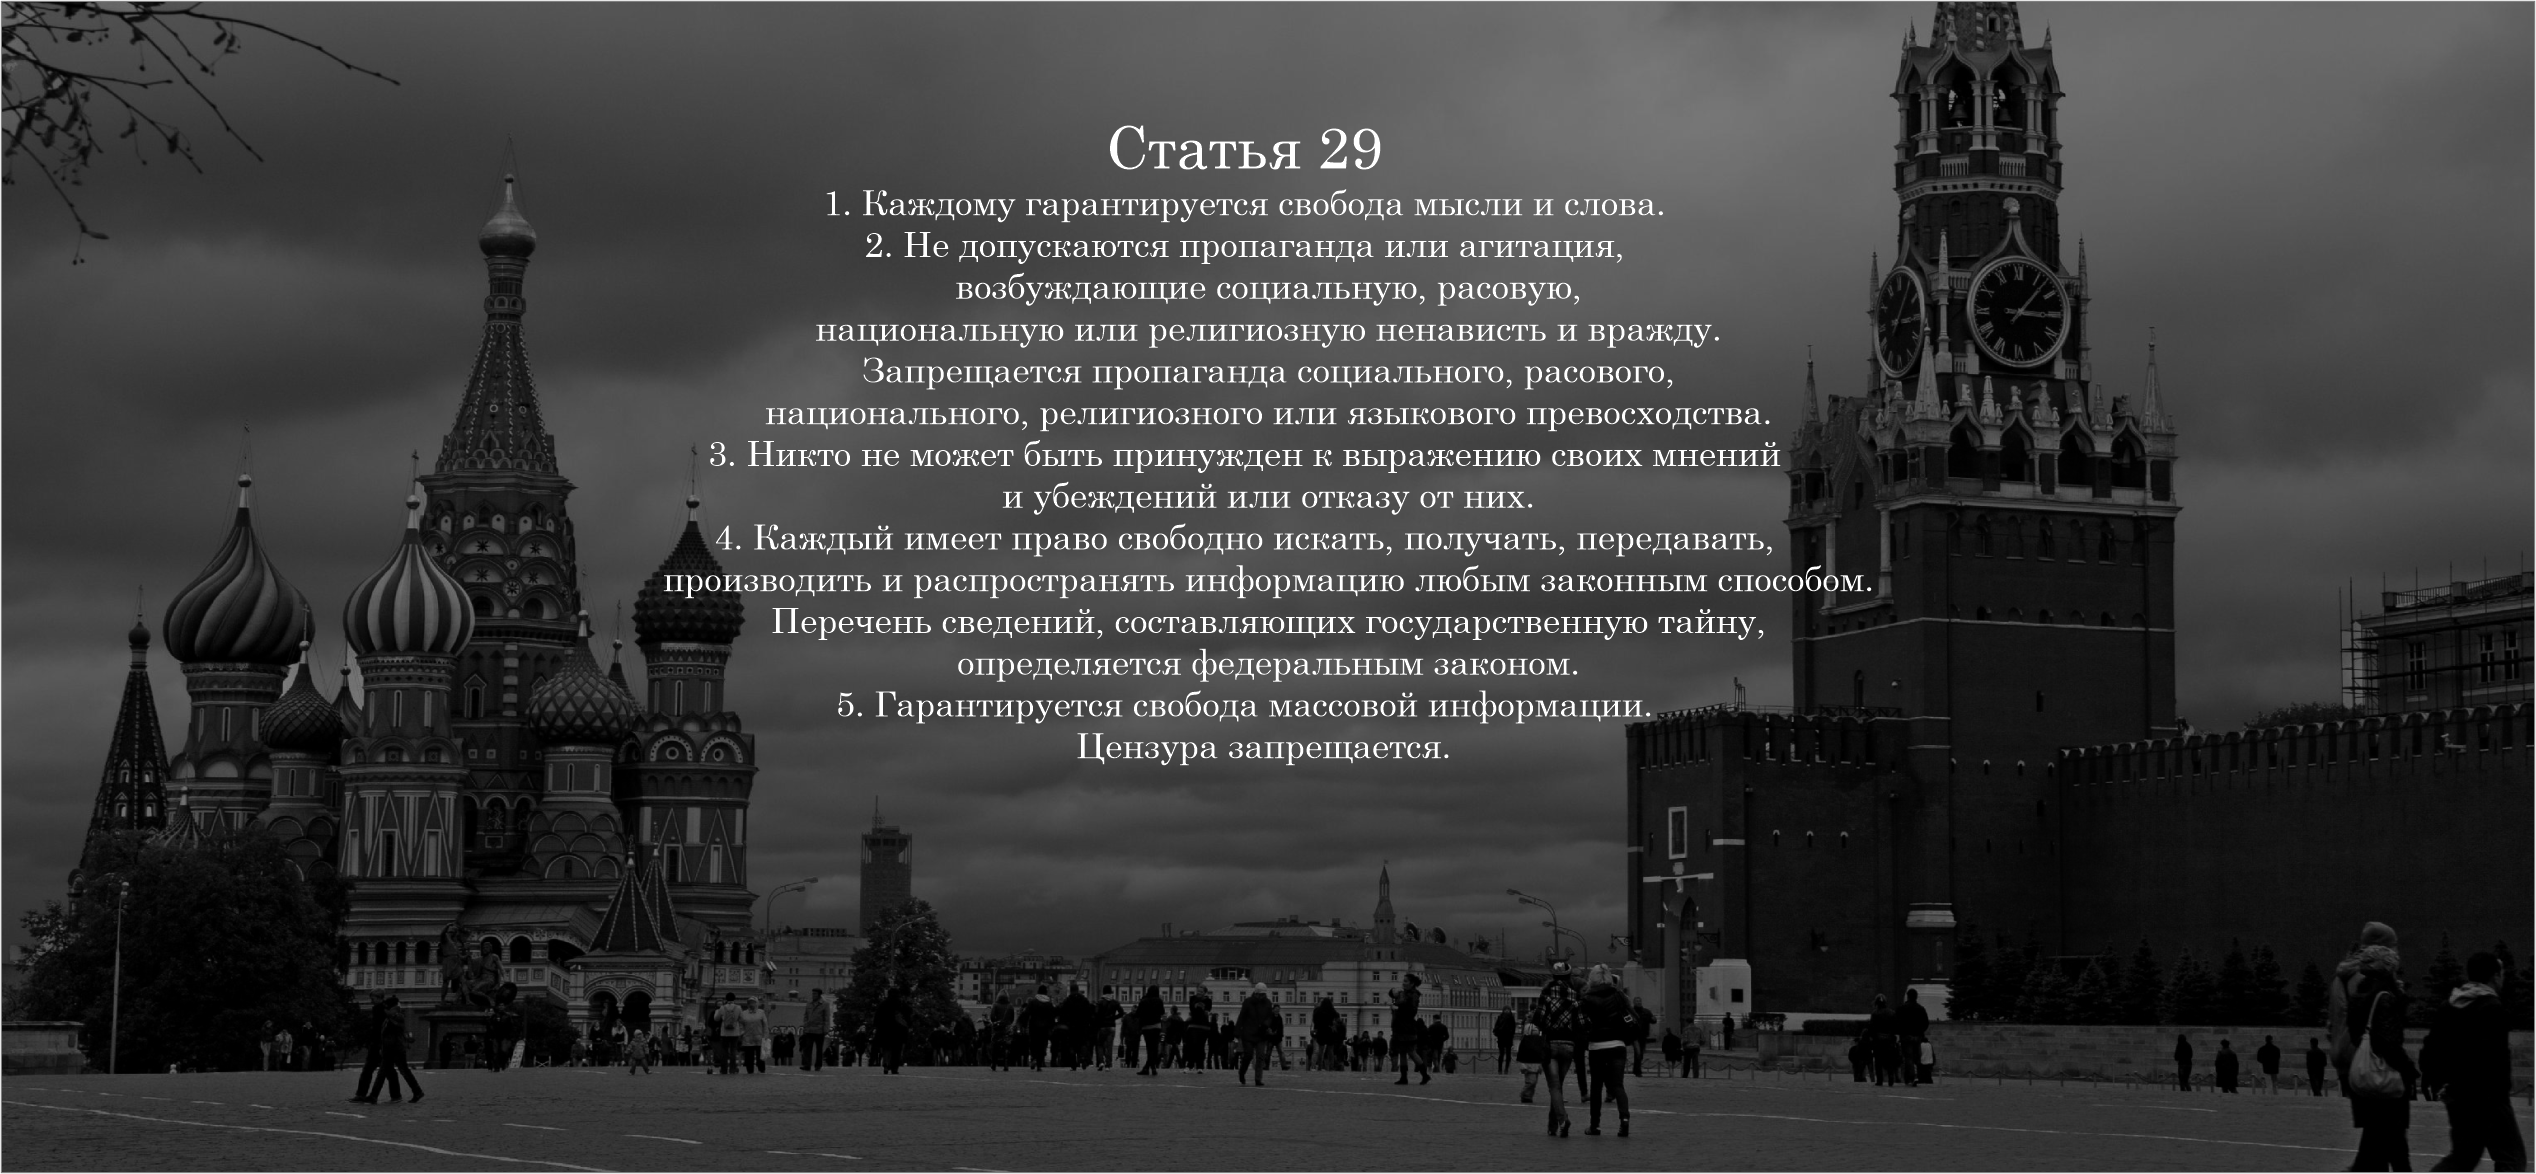 Статья 29
1. Каждому гарантируется свобода мысли и слова.
2. Не допускаются пропаганда или агитация,
возбуждающие социальную, расовую,
национальную или религиозную ненависть и вражду.
Запрещается пропаганда социального, расового,
национального, религиозного или языкового превосходства.
3. Никто не может быть принужден к выражению своих мнений
и убеждений или отказу от них.
4. Каждый имеет право свободно искать, получать, передавать,
производить и распространять информацию любым законным способом.
Перечень сведений, составляющих государственную тайну,
определяется федеральным законом.
5. Гарантируется свобода массовой информации.
Цензура запрещается.